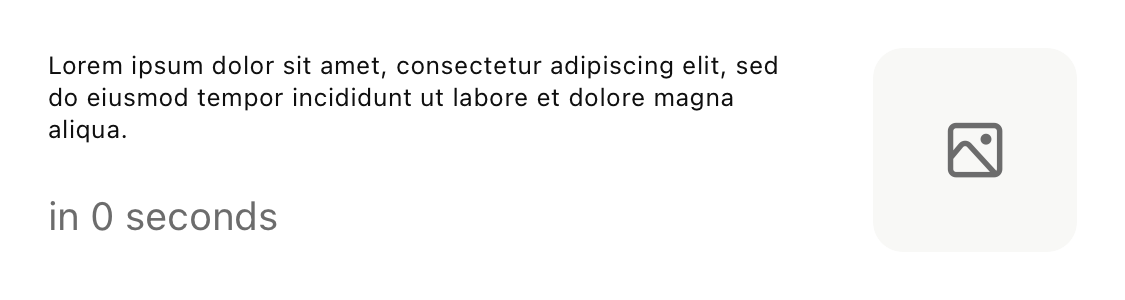 Lorem ipsum dolor sit amet, consectetur adipiscing elit, sed
do eiusmod tempor incididunt ut labore et dolore magna
aliqua.
in 0 seconds